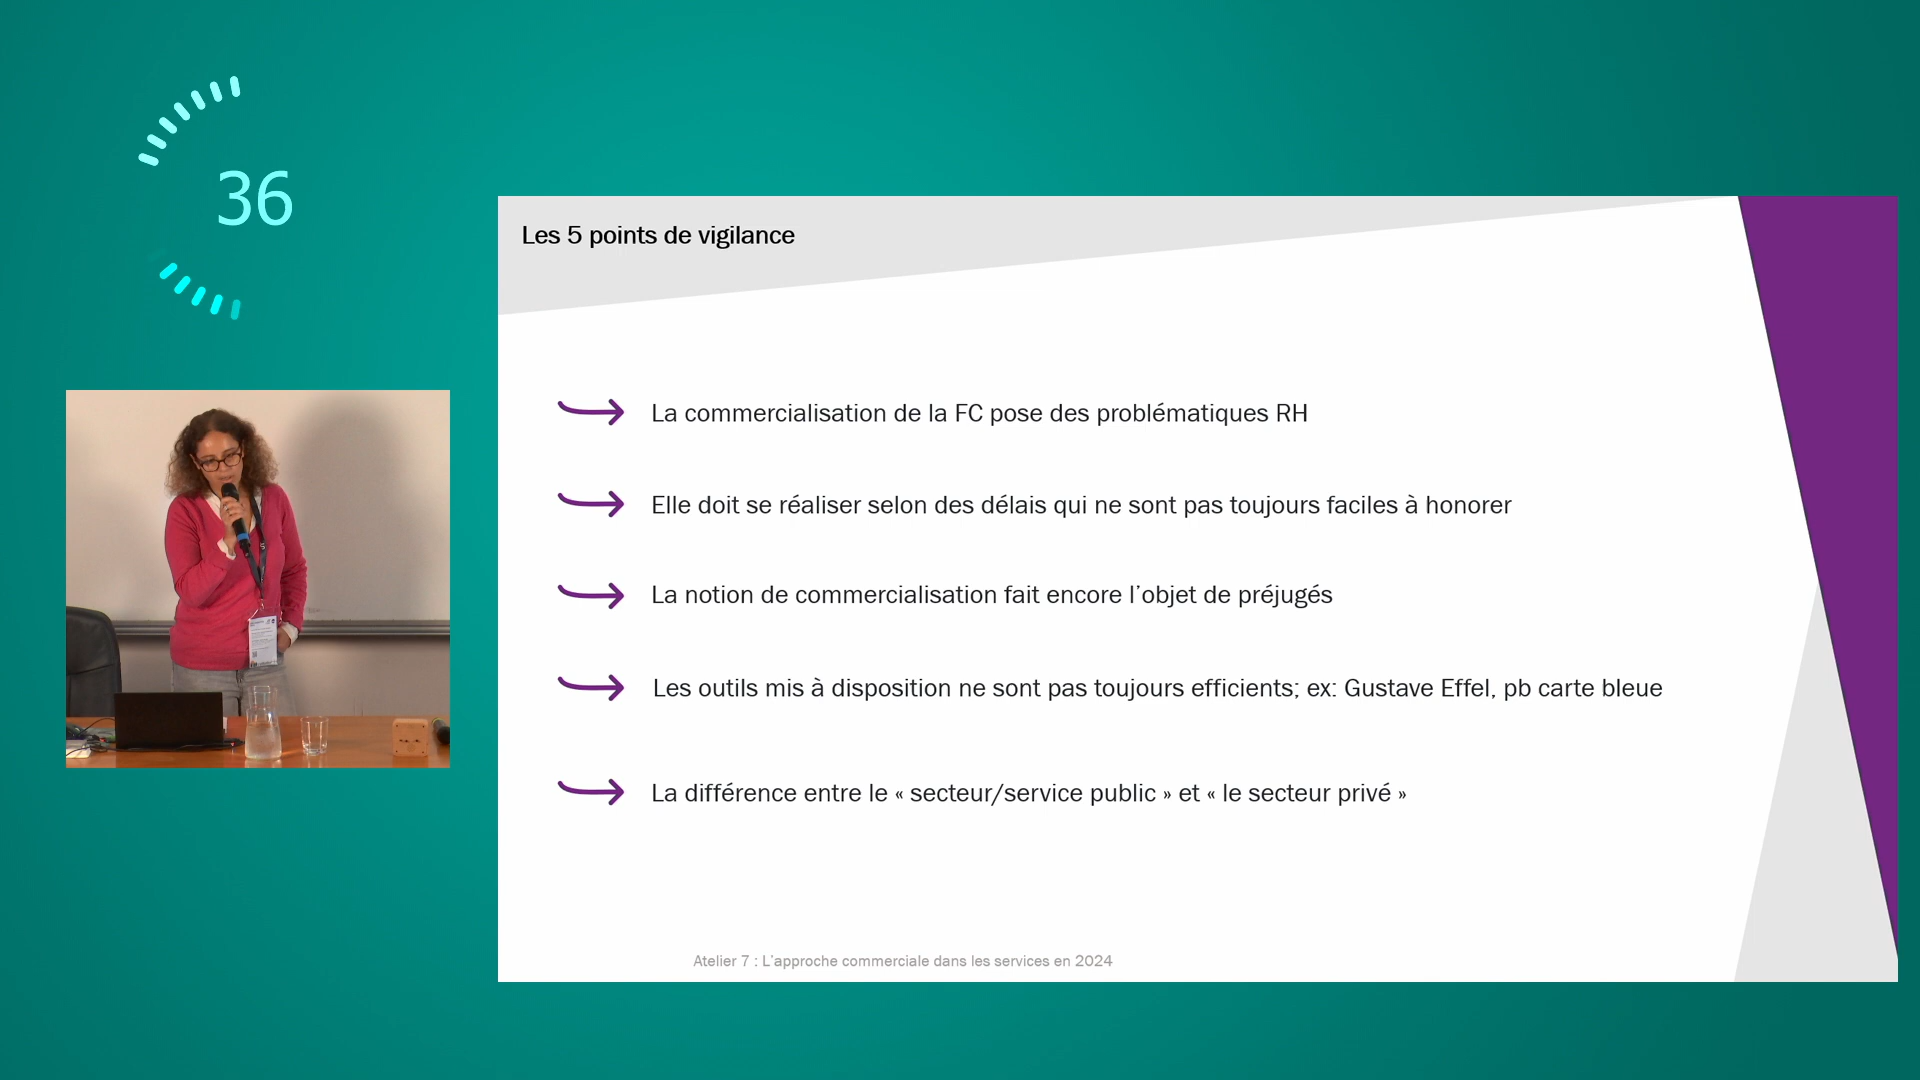 36
Les 5 points de vigilance
La commercialisation de la FC pose des problématiques RH
Elle doit se réaliser selon des délais qui ne sont pas toujours faciles à honorer
La notion de commercialisation fait encore l’objet de préjugés
Les outils mis à disposition ne sont pas toujours efficients; ex: Gustave Effel, pb carte bleue
La différence entre le « secteur/service public » et « le secteur privé »
Atelier 7 : L’approche commerciale dans les services en 2024